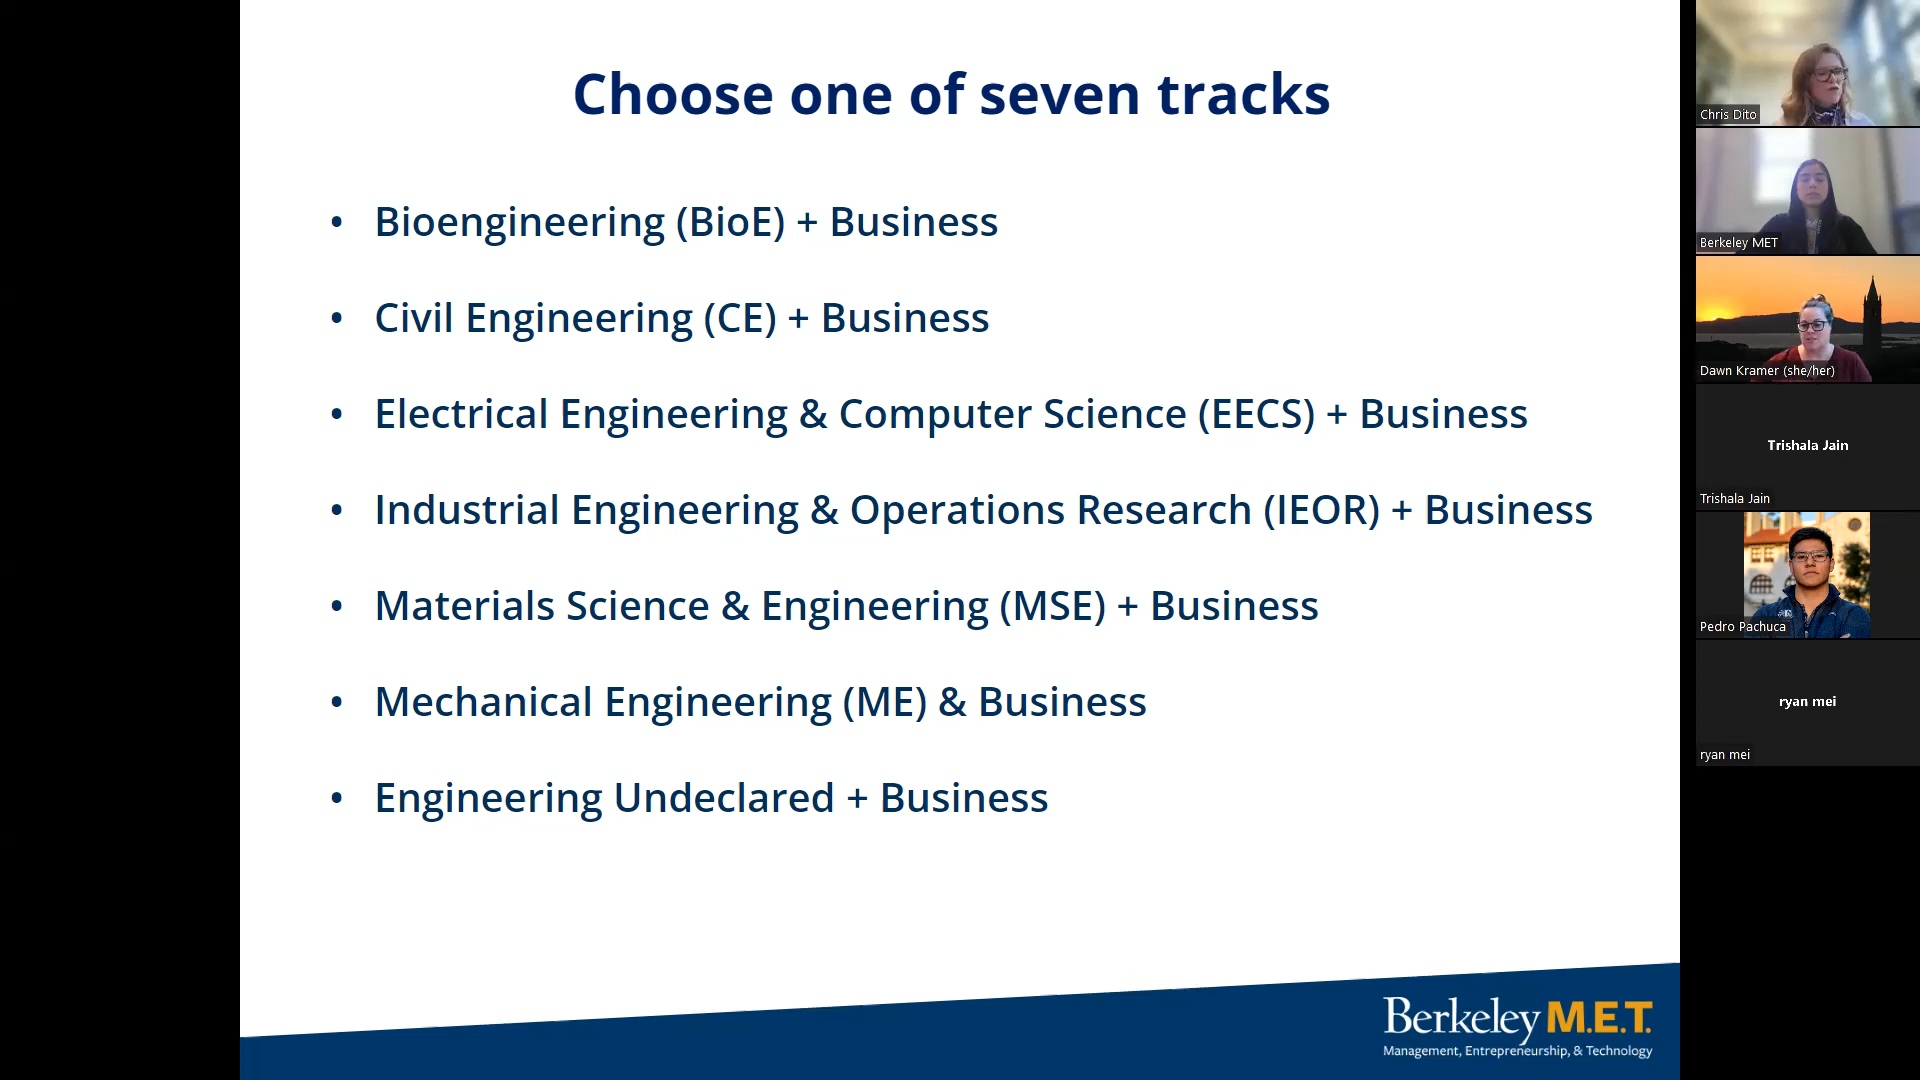 Choose one of seven tracks
• Bioengineering (BioE) + Business
• Civil Engineering (CE) + Business
• Electrical Engineering & Computer Science (EECS) + Business
• Industrial Engineering & Operations Research (IEOR) + Business
• Materials Science & Engineering (MSE) + Business
• Mechanical Engineering (ME) & Business
• Engineering Undeclared + Business
Berkeley M.E.T.
Management, Entrepreneurship, & Technology
Chris Dito
Berkeley MET
Dawn Kramer (she/her)
Trishala Jain
Trishala Jain
Pedro Pachuca
ryan mei
ryan mei